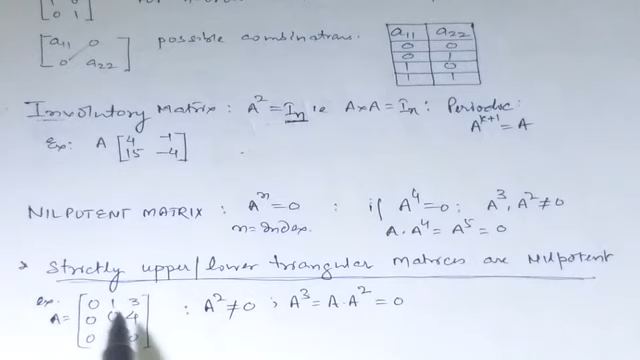 0 1
[a11 0
0 a22] possible combinations.
a11 a22
0 0
0 1
1 0
1 1
Involutory Matrix : A² = In ie A×A = In : Periodic:
A^k+1 = A
Ex: A [4 -1
15 -4]
NILPOTENT MATRIX : A^n = 0 : if A⁴ = 0 ; A³, A² ≠ 0
n = Index. A.A⁴ = A⁵ = 0
Strictly upper/lower triangular matrices are Nilpotent
ex: A = [0 1 3
0 0 4
0 0] : A² ≠ 0 ; A³ = A.A² = 0